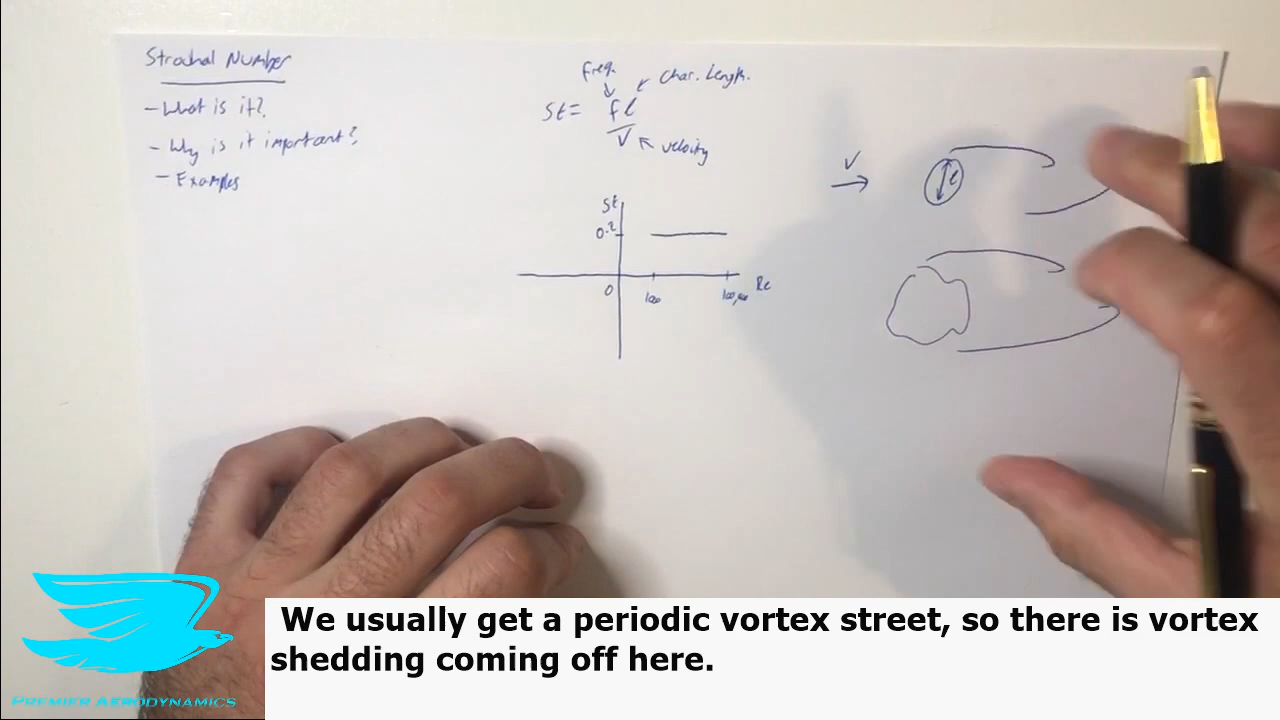 Strouhal Number
- What is it?
- Why is it important?
- Examples
freq.
char. length.
St = fl
V
velocity
St
0.2
0
100
100,000
Re
V
l
We usually get a periodic vortex street, so there is vortex
shedding coming off here.
PREMIER AERODYNAMICS